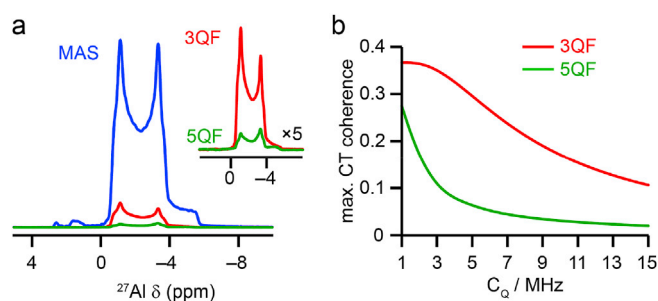 a
MAS
3QF
5QF
×5
0 –4
4 0 –4 –8
²⁷Al δ (ppm)
b
3QF
5QF
max. CT coherence
0.4
0.3
0.2
0.1
0
1 3 5 7 9 11 13 15
C_Q / MHz